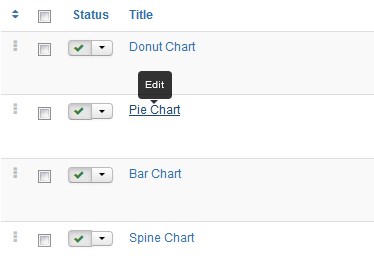 Status Title
Donut Chart
Edit
Pie Chart
Bar Chart
Spine Chart